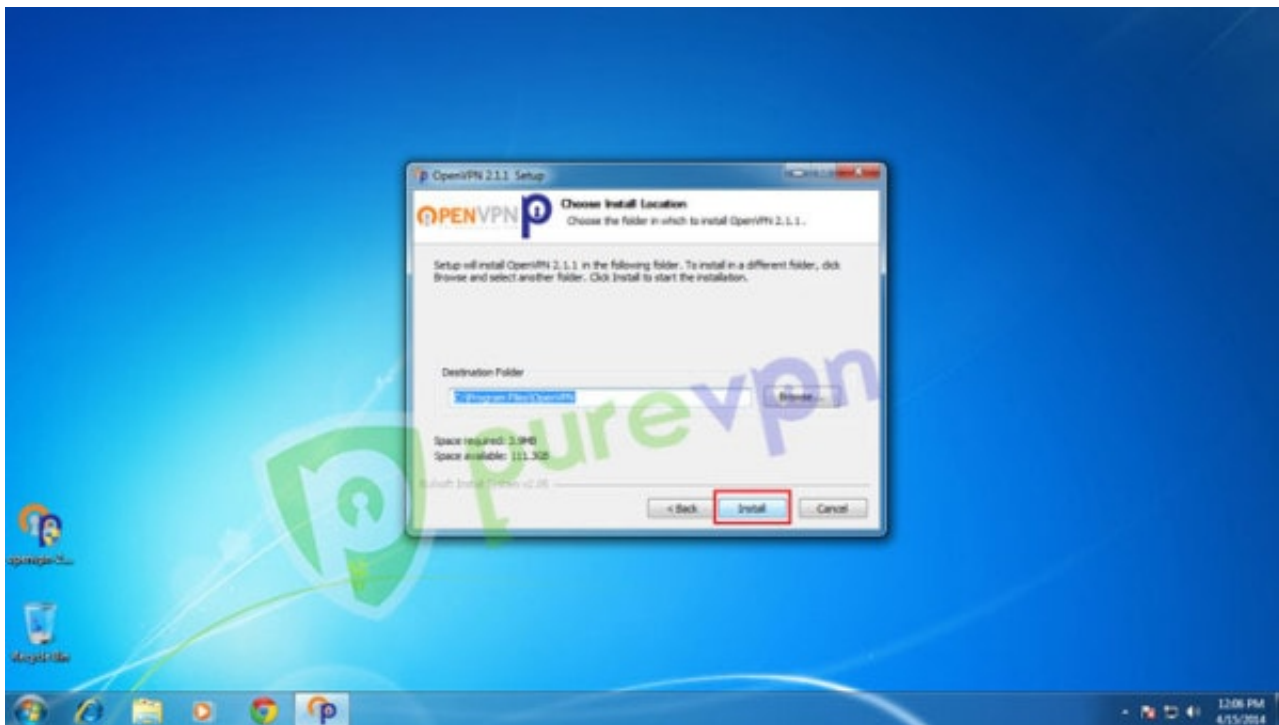 OpenVPN 2.1.1 Setup
OPENVPN
Choose Install Location
Choose the folder in which to install OpenVPN 2.1.1.
Setup will install OpenVPN 2.1.1 in the following folder. To install in a different folder, click
Browse and select another folder. Click Install to start the installation.
Destination Folder
C:\Program Files\OpenVPN
Browse...
purevpn
Space required: 3.9MB
Space available: 111.3GB
Nullsoft Install System
< Back
Install
Cancel
Recycle Bin
12:06 PM
4/15/2014